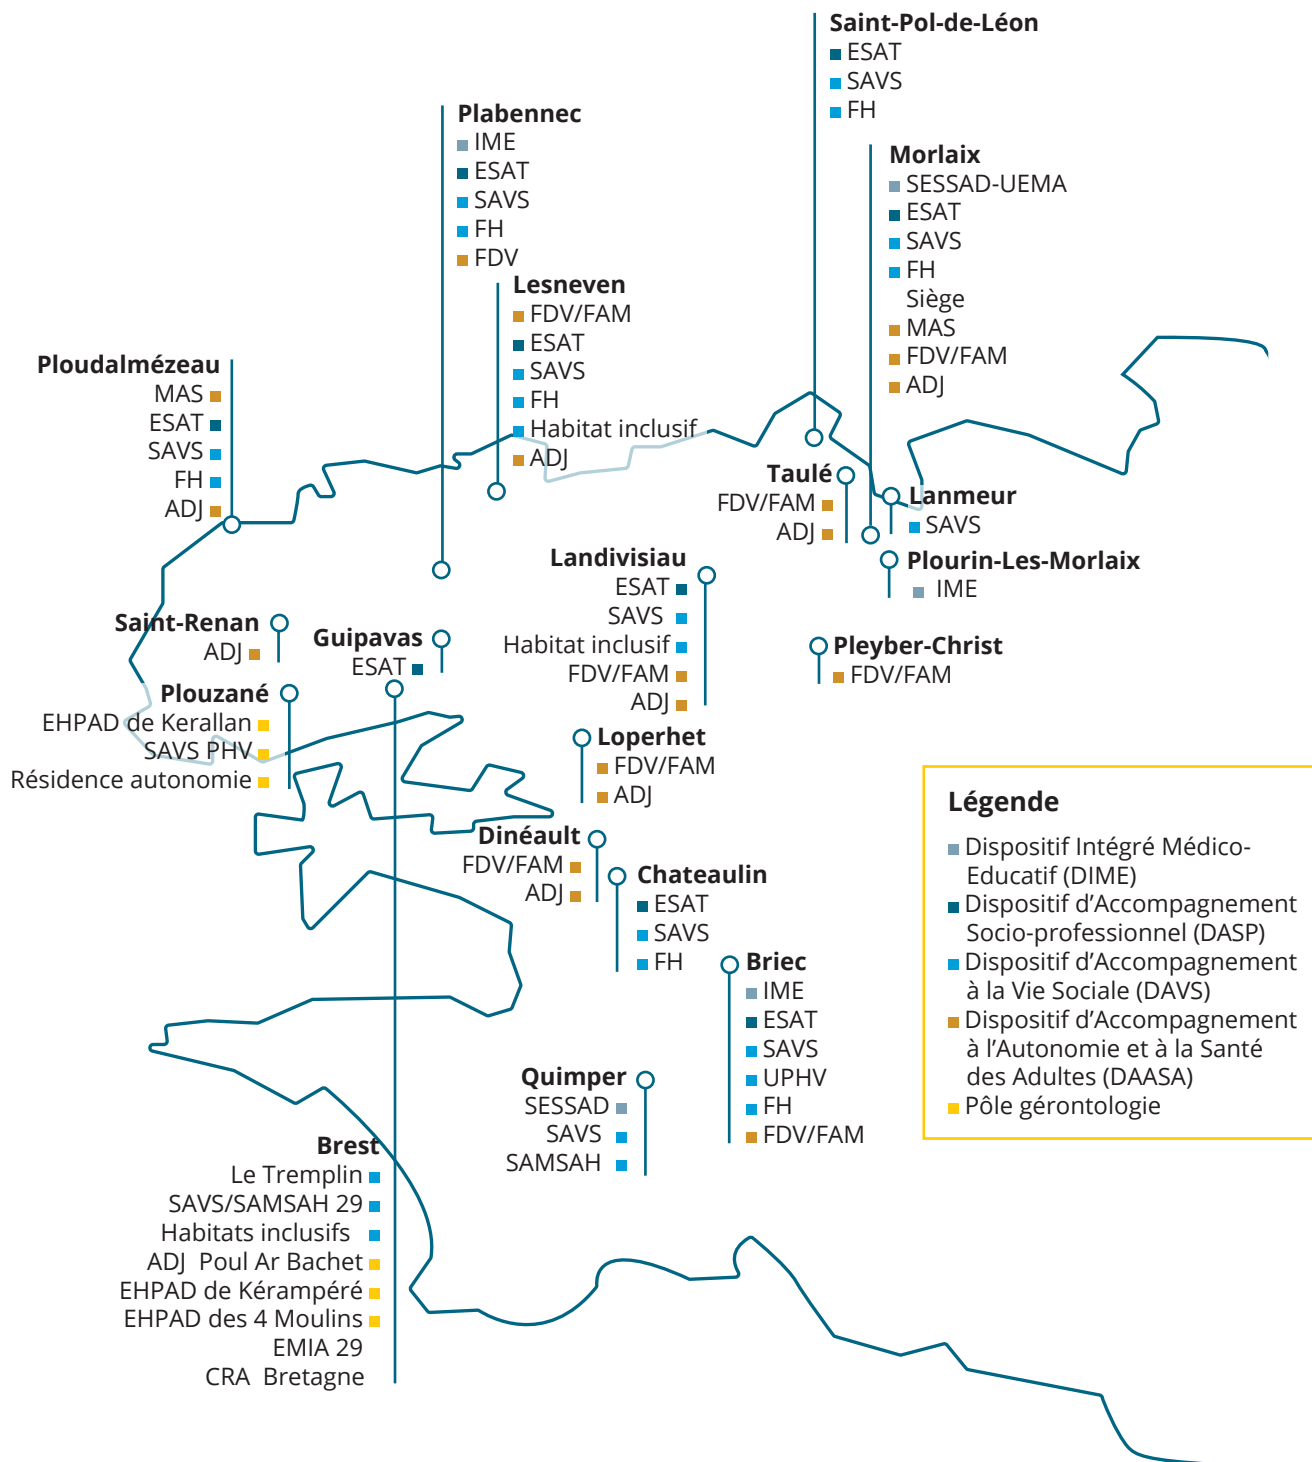 Saint-Pol-de-Léon
ESAT
SAVS
FH
Plabennec
IME
ESAT
SAVS
FH
FDV
Morlaix
SESSAD-UEMA
ESAT
SAVS
FH
Siège
MAS
FDV/FAM
ADJ
Lesneven
FDV/FAM
ESAT
SAVS
FH
Habitat inclusif
ADJ
Ploudalmézeau
MAS
ESAT
SAVS
FH
ADJ
Taulé
FDV/FAM
ADJ
Lanmeur
SAVS
Landivisiau
ESAT
SAVS
Habitat inclusif
FDV/FAM
ADJ
Plourin-Les-Morlaix
IME
Saint-Renan
ADJ
Guipavas
ESAT
Pleyber-Christ
FDV/FAM
Plouzané
EHPAD de Kerallan
SAVS PHV
Résidence autonomie
Loperhet
FDV/FAM
ADJ
Dinéault
FDV/FAM
ADJ
Chateaulin
ESAT
SAVS
FH
Briec
IME
ESAT
SAVS
UPHV
FH
FDV/FAM
Quimper
SESSAD
SAVS
SAMSAH
Brest
Le Tremplin
SAVS/SAMSAH 29
Habitats inclusifs
ADJ Poul Ar Bachet
EHPAD de Kérampéré
EHPAD des 4 Moulins
EMIA 29
CRA Bretagne
Légende
Dispositif Intégré Médico-
Educatif (DIME)
Dispositif d'Accompagnement
Socio-professionnel (DASP)
Dispositif d'Accompagnement
à la Vie Sociale (DAVS)
Dispositif d'Accompagnement
à l'Autonomie et à la Santé
des Adultes (DAASA)
Pôle gérontologie